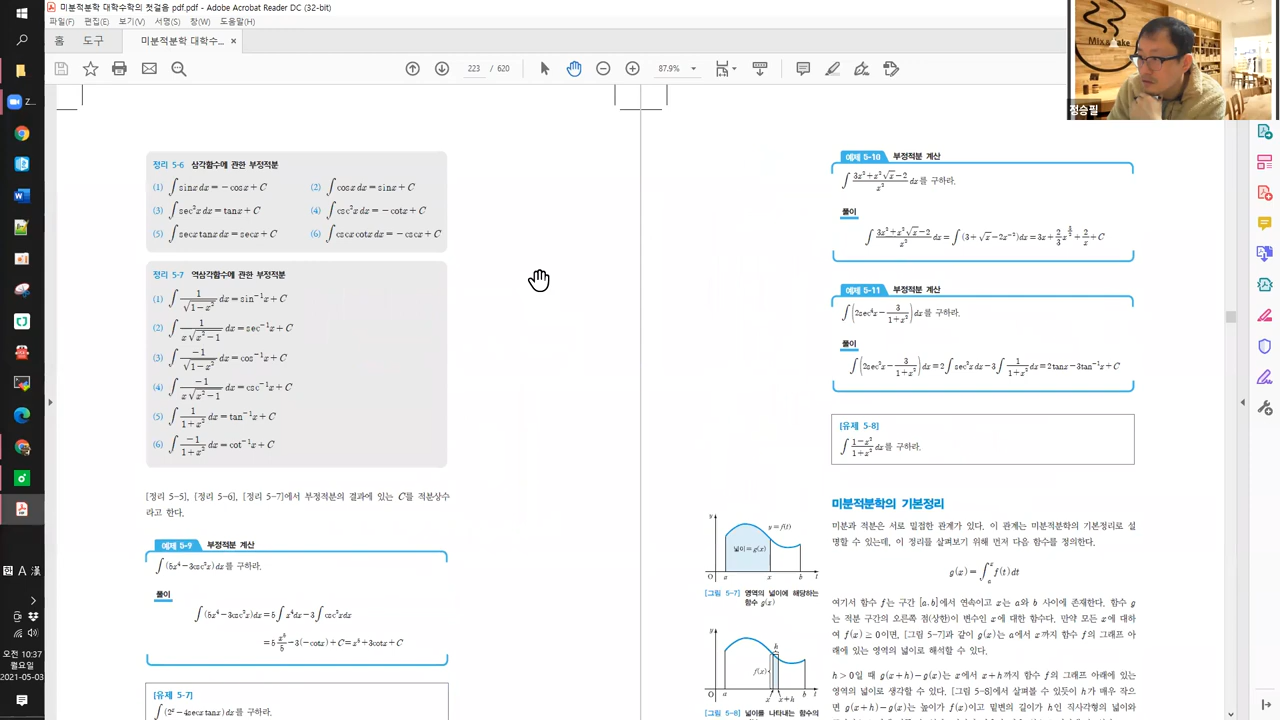 미분적분학 대학수학의 첫걸음 pdf.pdf - Adobe Acrobat Reader DC (32-bit)
파일(F) 편집(E) 보기(V) 서명(S) 창(W) 도움말(H)
홈 도구 미분적분학 대학수... ×
223 / 620 87.9%
Mix&Bake
정승필
정리 5-6 삼각함수에 관한 부정적분
(1) ∫ sinx dx = −cosx + C (2) ∫ cosx dx = sinx + C
(3) ∫ sec²x dx = tanx + C (4) ∫ csc²x dx = −cotx + C
(5) ∫ secx tanx dx = secx + C (6) ∫ cscx cotx dx = −cscx + C
정리 5-7 역삼각함수에 관한 부정적분
(1) ∫ 1/√(1−x²) dx = sin⁻¹x + C
(2) ∫ 1/(x√(x²−1)) dx = sec⁻¹x + C
(3) ∫ −1/√(1−x²) dx = cos⁻¹x + C
(4) ∫ −1/(x√(x²−1)) dx = csc⁻¹x + C
(5) ∫ 1/(1+x²) dx = tan⁻¹x + C
(6) ∫ −1/(1+x²) dx = cot⁻¹x + C
[정리 5-5], [정리 5-6], [정리 5-7]에서 부정적분의 결과에 있는 C를 적분상수
라고 한다.
예제 5-9 부정적분 계산
∫ (5x⁴−3csc²x) dx를 구하라.
풀이
∫ (5x⁴−3csc²x)dx = 5∫ x⁴dx − 3∫ csc²xdx
= 5 x⁵/5 − 3(−cotx) + C = x⁵ + 3cotx + C
[유제 5-7]
예제 5-10 부정적분 계산
∫ (3x²+x²√x−2)/x² dx를 구하라.
풀이
∫ (3x²+x²√x−2)/x² dx = ∫ (3+√x−2x⁻²)dx = 3x + 2/3 x^(3/2) + 2/x + C
예제 5-11 부정적분 계산
풀이
∫ (2sec²x − 3/(1+x²)) dx = 2∫ sec²x dx − 3∫ 1/(1+x²) dx = 2tanx − 3tan⁻¹x + C
[유제 5-8]
∫ (1−x²)/(1+x²) dx를 구하라.
미분적분학의 기본정리
미분과 적분은 서로 밀접한 관계가 있다. 이 관계는 미분적분학의 기본정리로 설
명할 수 있는데, 이 정리를 살펴보기 위해 먼저 다음 함수를 정의한다.
g(x) = ∫ₐˣ f(t)dt
여기서 함수 f는 구간 [a, b]에서 연속이고 x는 a와 b 사이에 존재한다. 함수 g
는 적분 구간의 오른쪽 점(상한)이 변수인 x에 대한 함수다. 만약 모든 x에 대하
여 f(x) ≥ 0이면, [그림 5-7]과 같이 g(x)는 a에서 x까지 함수 f의 그래프 아
래에 있는 영역의 넓이로 해석할 수 있다.
h > 0일 때 g(x+h)−g(x)는 x에서 x+h까지 함수 f의 그래프 아래에 있는
영역의 넓이로 생각할 수 있다. [그림 5-8]에서 살펴볼 수 있듯이 h가 매우 작으
면 g(x+h)−g(x)는 높이가 f(x)이고 밑변의 길이가 h인 직사각형의 넓이와
y y=f(t)
넓이=g(x)
O a x b t
[그림 5-7] 영역의 넓이에 해당하는
함수 g(x)
y h
f(x)
O a x x+h b t
[그림 5-8] 넓이를 나타내는 함수의
Z...
한 A 漢
오전 10:37
월요일
2021-05-03